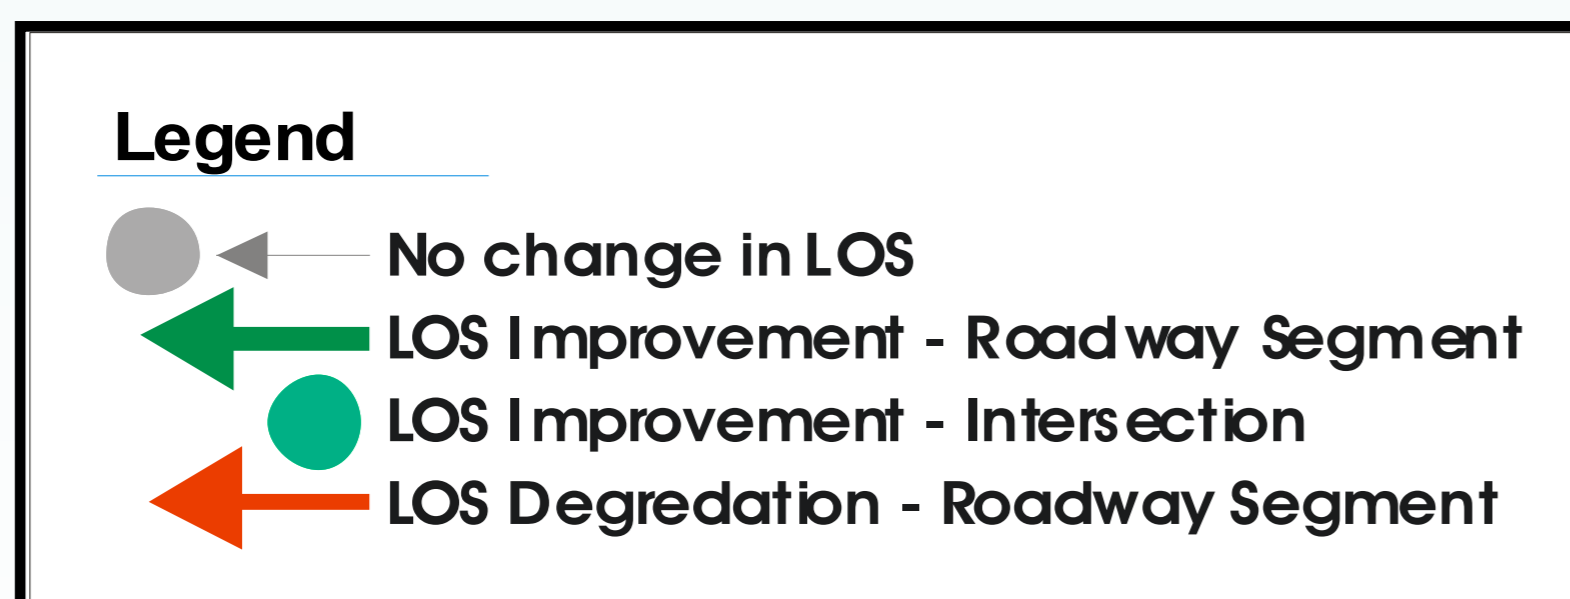 Legend
No change in LOS
LOS Improvement - Roadway Segment
LOS Improvement - Intersection
LOS Degredation - Roadway Segment